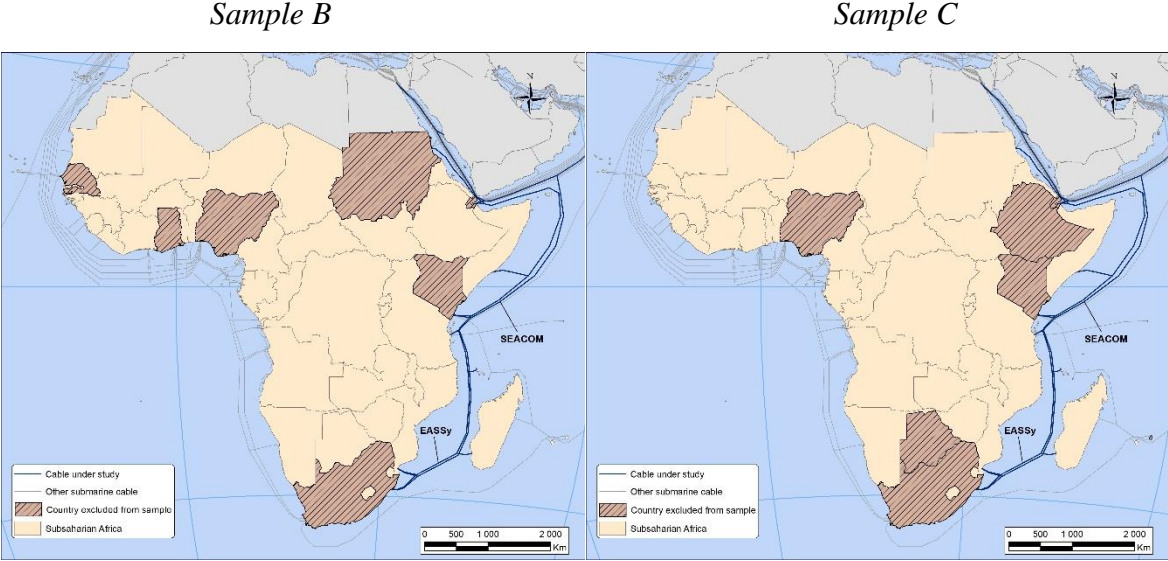 Sample B
Sample C
N
SEACOM
EASSy
Cable under study
Other submarine cable
Country excluded from sample
Subsaharian Africa
0 500 1 000 2 000
Km
N
SEACOM
EASSy
Cable under study
Other submarine cable
Country excluded from sample
Subsaharian Africa
0 500 1 000 2 000
Km